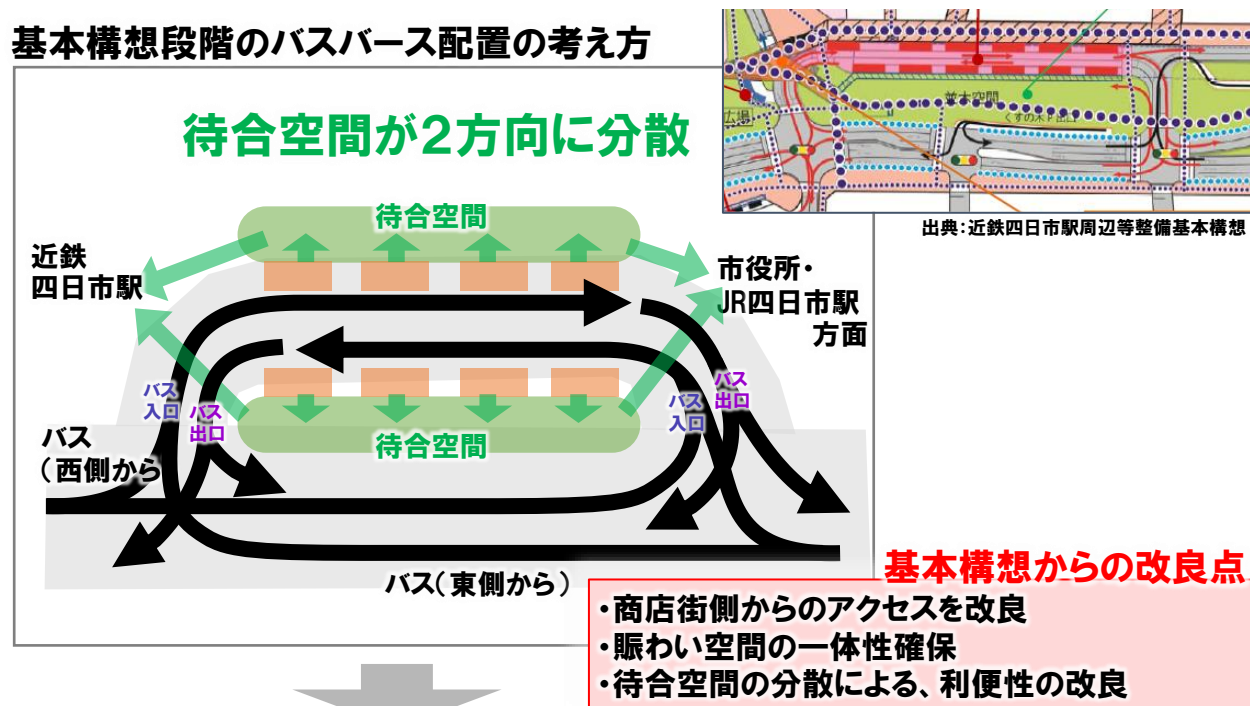 基本構想段階のバスバース配置の考え方
待合空間が2方向に分散
広場
並木空間
くすの木P出口
出典：近鉄四日市駅周辺等整備基本構想
待合空間
近鉄
四日市駅
市役所・
JR四日市駅
方面
バス
入口
バス
出口
バス
入口
バス
出口
待合空間
バス
（西側から
バス（東側から）
基本構想からの改良点
・商店街側からのアクセスを改良
・賑わい空間の一体性確保
・待合空間の分散による、利便性の改良